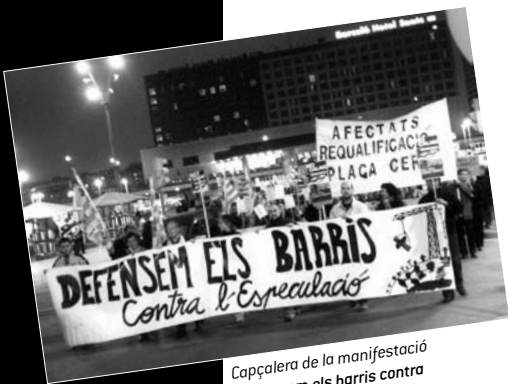 Barceló Hotel Sants
AFECTATS
REQUALIFICACIÓ
PLAÇA CER
DEFENSEM ELS BARRIS
Contra l'Especulació
Capçalera de la manifestació
els barris contra